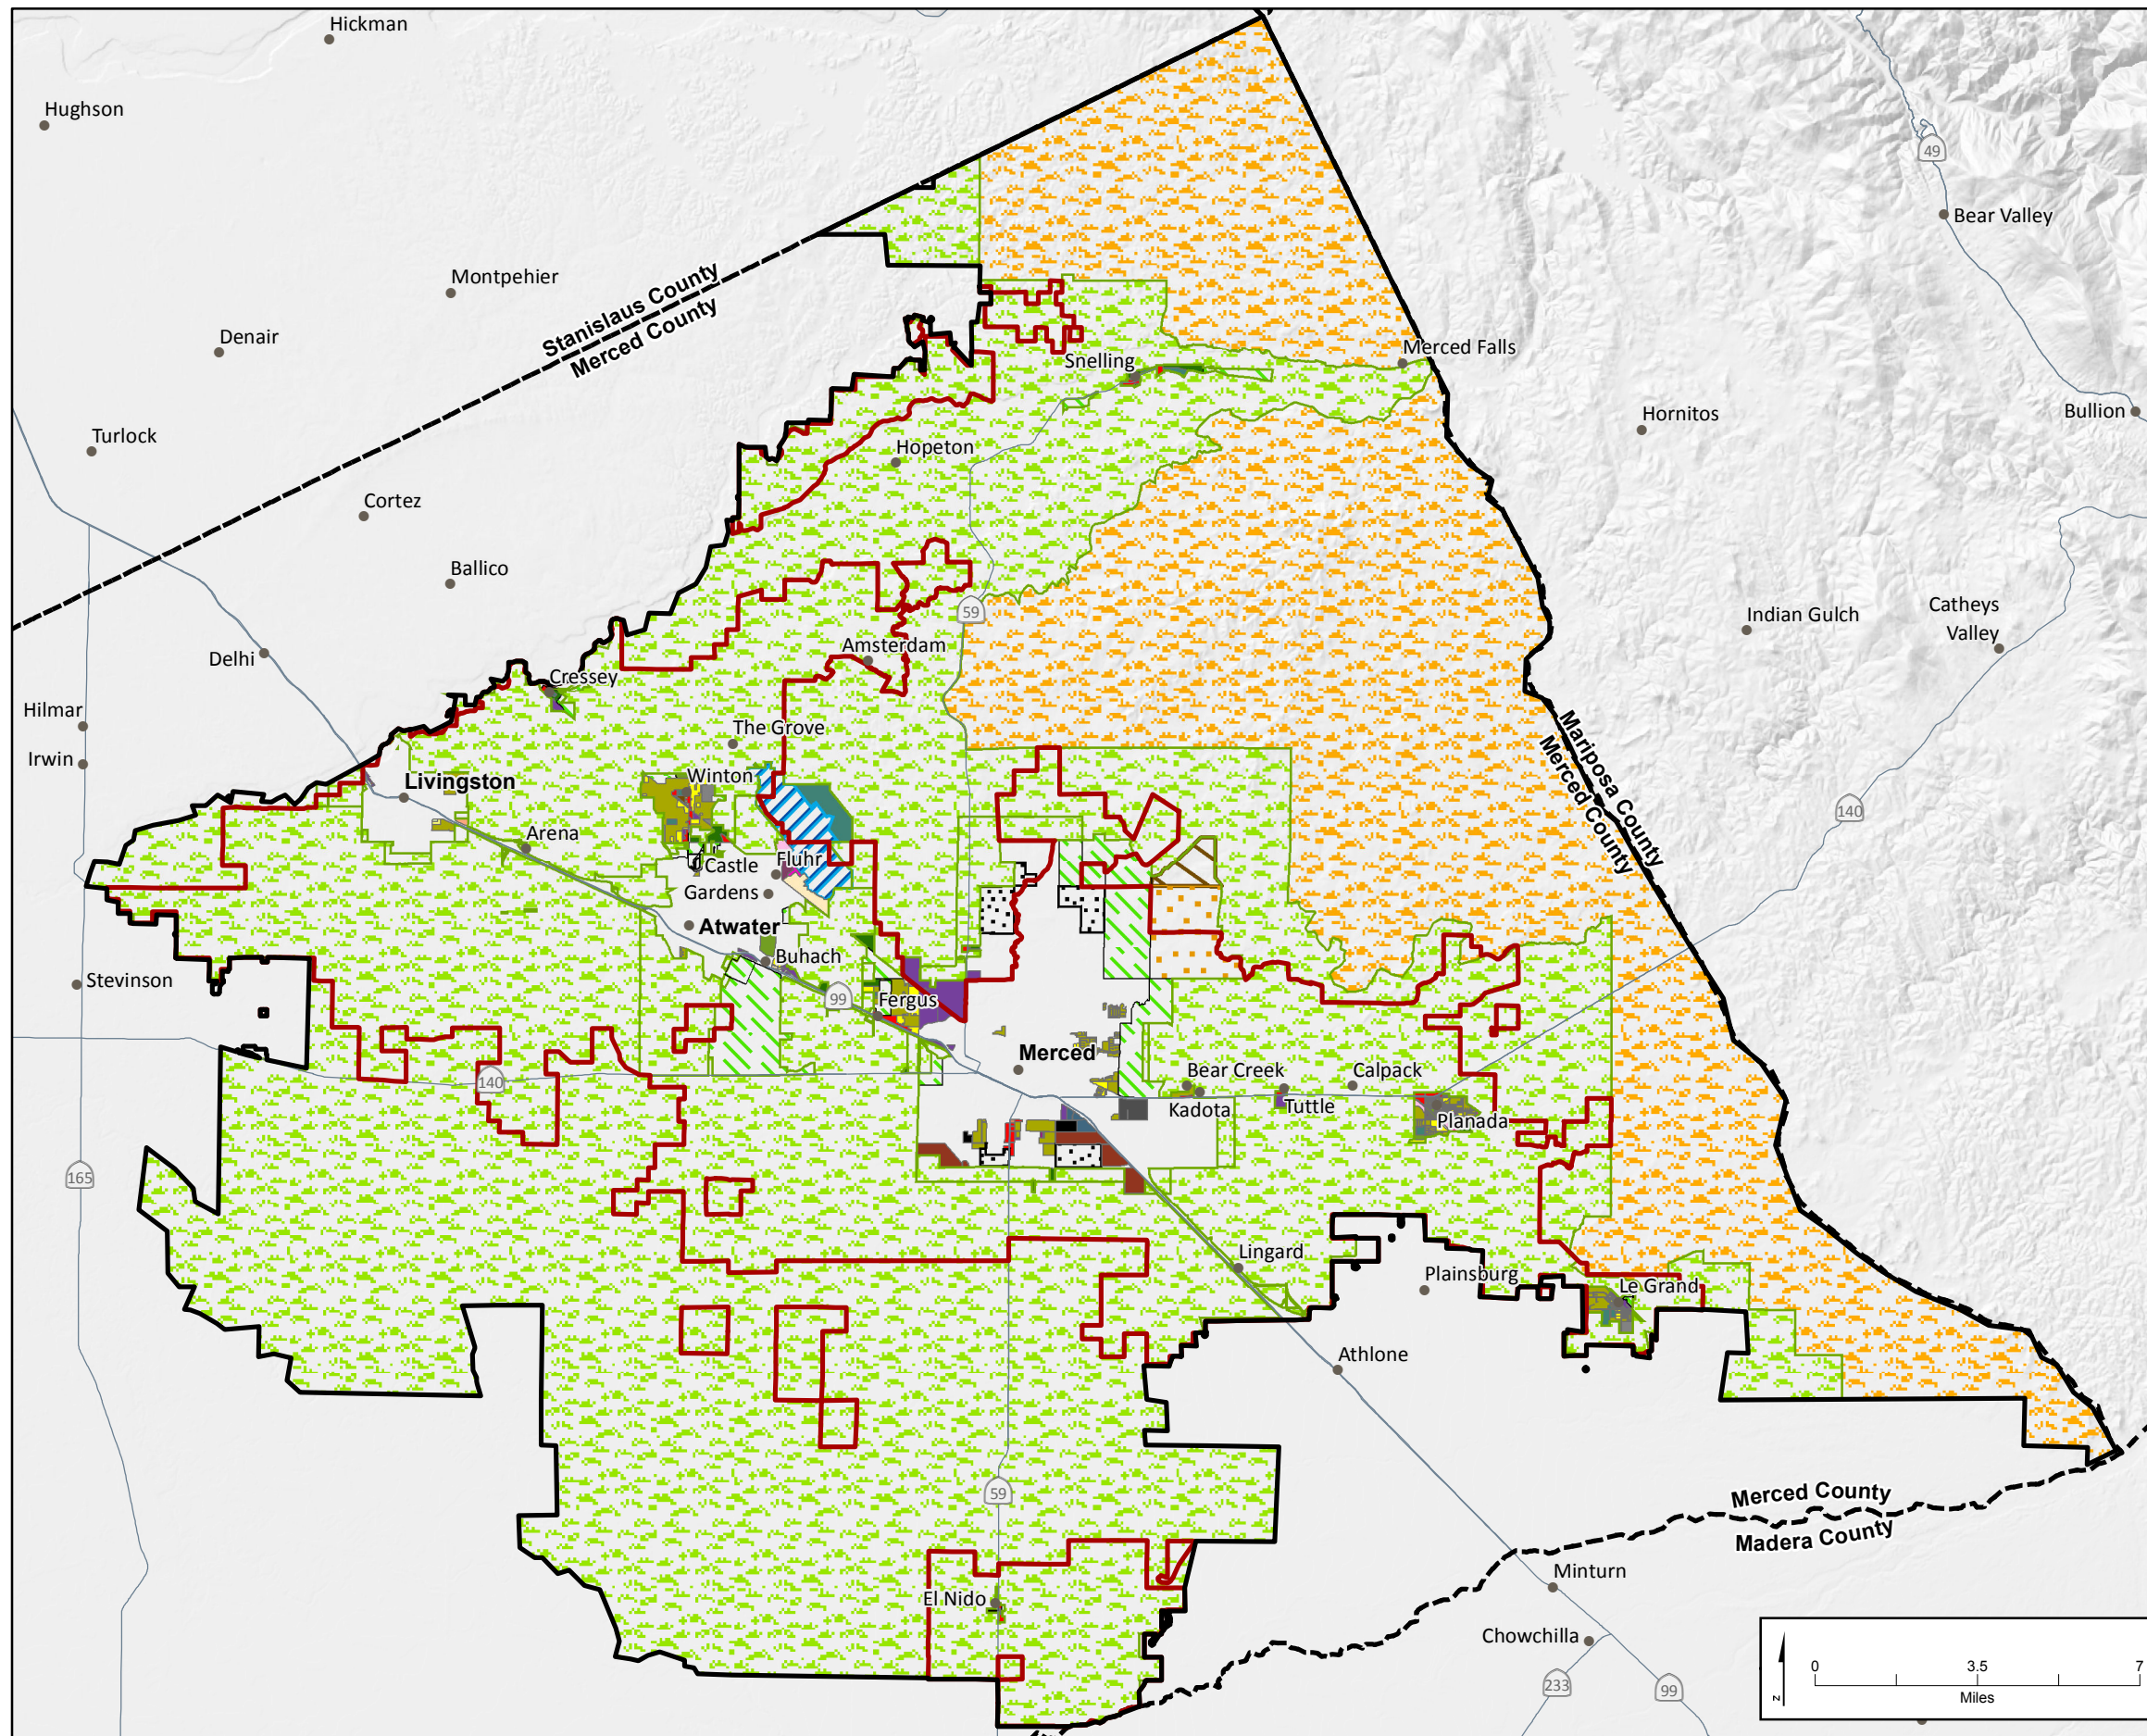 Hickman
Hughson
49
Bear Valley
Montpehier
Stanislaus County
Merced County
Denair
Snelling
Merced Falls
Turlock
Hornitos
Bullion
Hopeton
Cortez
Ballico
59
Indian Gulch
Catheys
Valley
Delhi
Amsterdam
Cressey
Hilmar
The Grove
Mariposa County
Merced County
Irwin
Livingston
Winton
140
Arena
Castle
Fluhr
Gardens
Atwater
Buhach
Stevinson
99
Fergus
Merced
140
Bear Creek
Calpack
Kadota
Tuttle
Planada
165
Lingard
Plainsburg
Le Grand
Athlone
59
Merced County
Madera County
Minturn
El Nido
Chowchilla
233
99
0 3.5 7
Miles
N